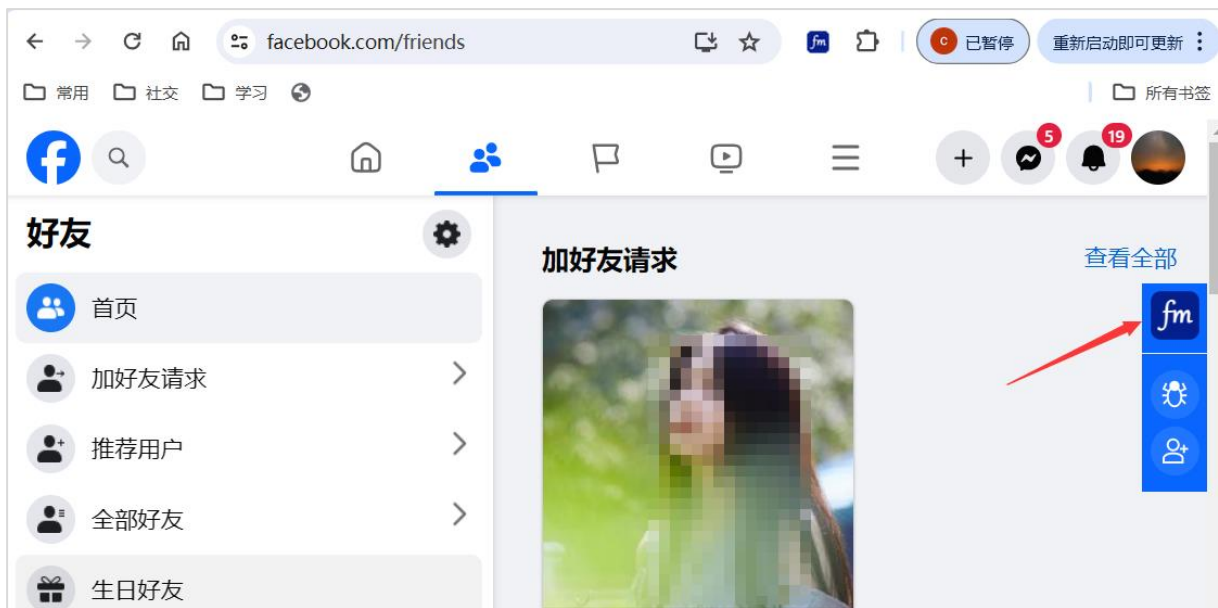 facebook.com/friends
fm
C 已暂停
重新启动即可更新
常用 社交 学习
所有书签
5
19
好友
加好友请求
查看全部
首页
fm
加好友请求
推荐用户
全部好友
生日好友